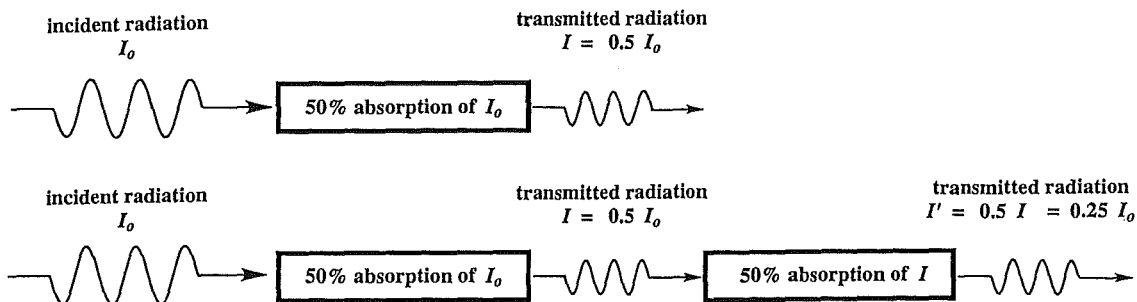 incident radiation
I_o
transmitted radiation
I = 0.5 I_o
50% absorption of I_o
incident radiation
I_o
transmitted radiation
I = 0.5 I_o
transmitted radiation
I' = 0.5 I = 0.25 I_o
50% absorption of I_o
50% absorption of I